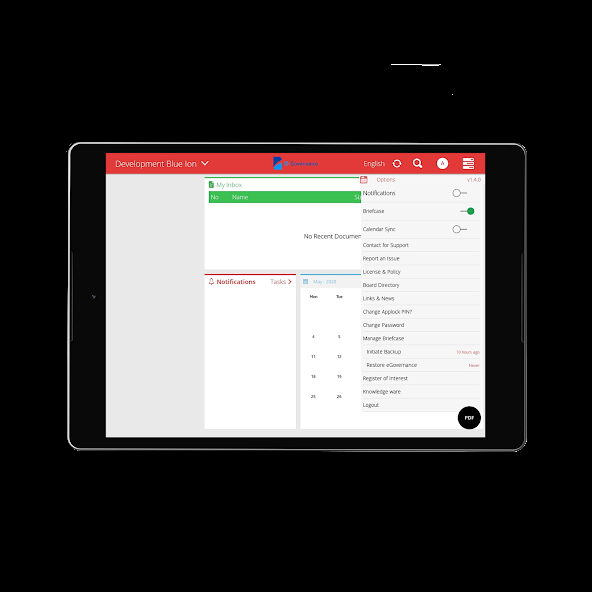 Development Blue Ion
English
A
Options
v1.4.0
My Inbox
No Name
No Recent Documen
Notifications
Tasks
May - 2020
Mon Tue
4 5
11 12
18 19
25 26
Notifications
Briefcase
Calendar Sync
Contact for Support
Report an Issue
License & Policy
Board Directory
Links & News
Change Applock PIN?
Change Password
Manage Briefcase
Initiate Backup
10 hours ago
Restore eGovernance
Never
Register of Interest
Knowledge ware
Logout
PDF